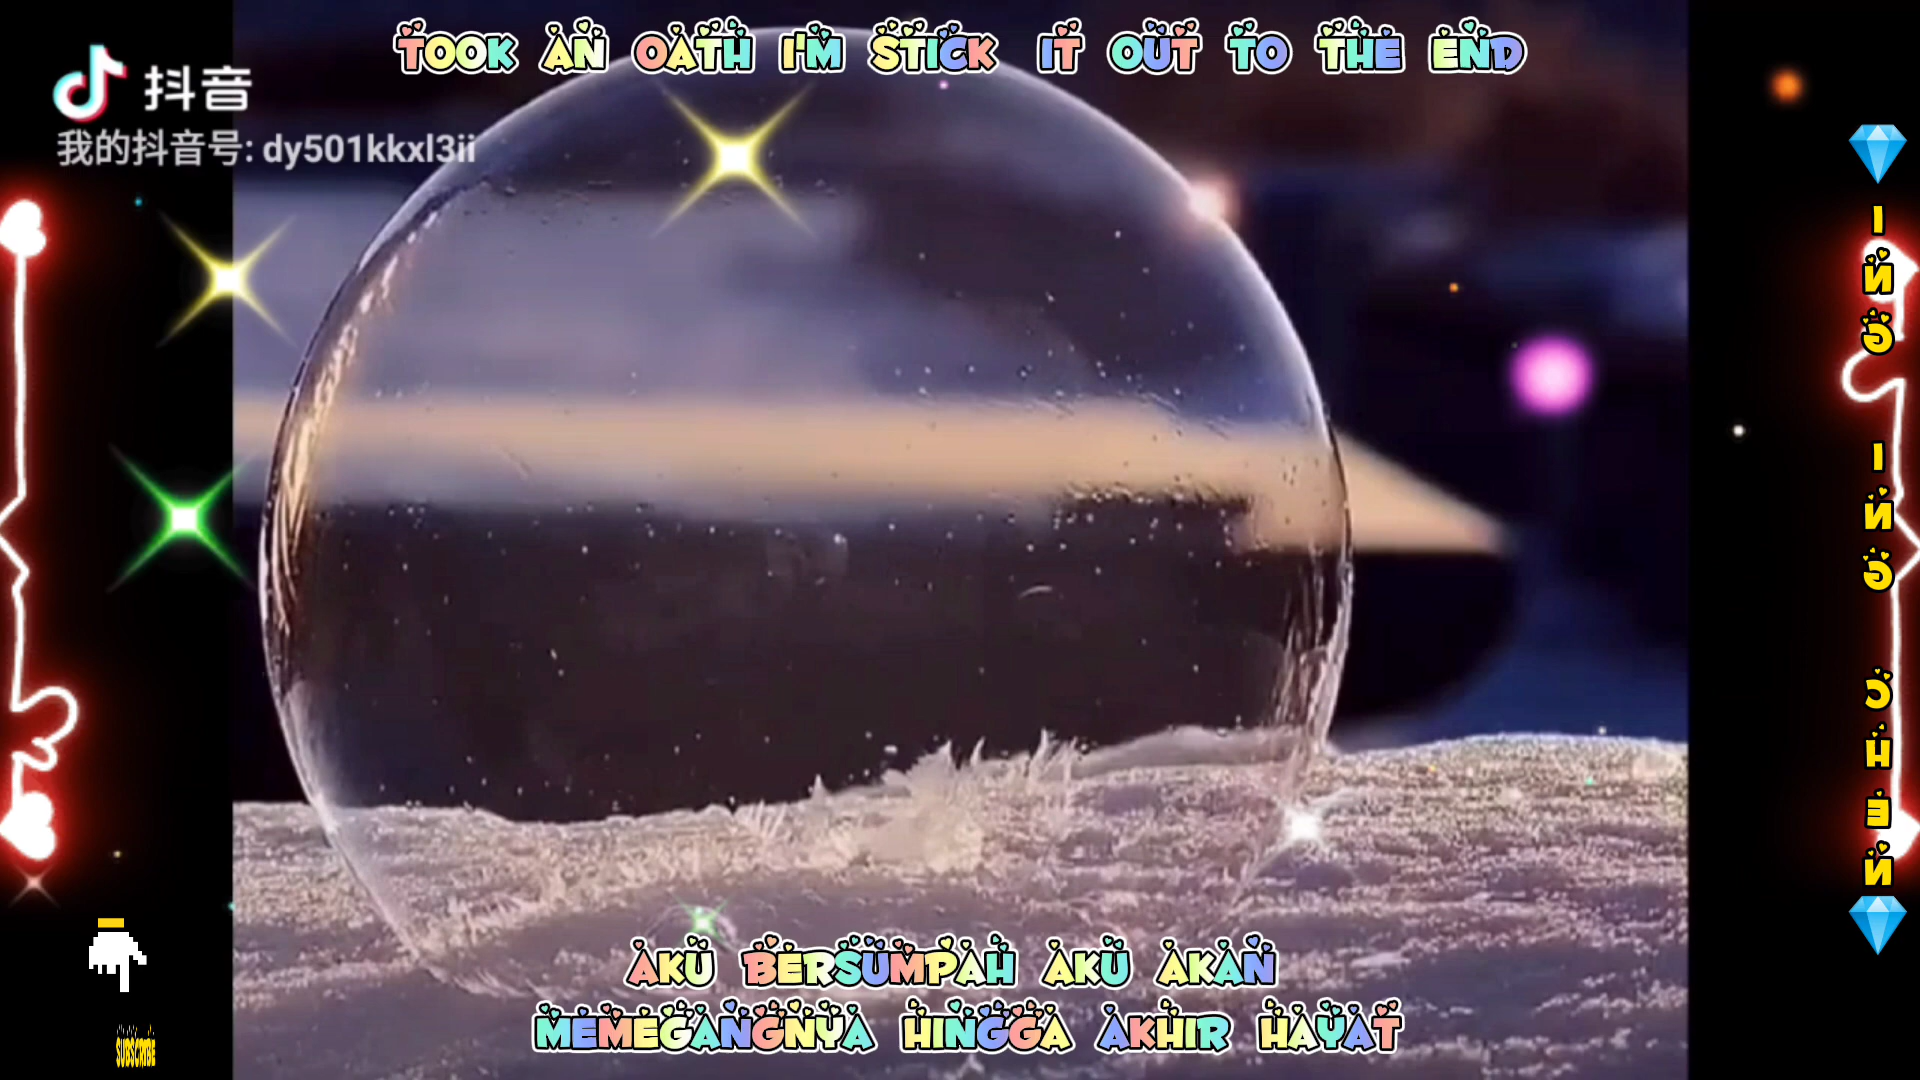 TOOK AN OATH I'M STICK IT OUT TO THE END
抖音
我的抖音号: dy501kkxl3ii
AKU BERSUMPAH AKU AKAN
MEMEGANGNYA HINGGA AKHIR HAYAT
SUBSCRIBE